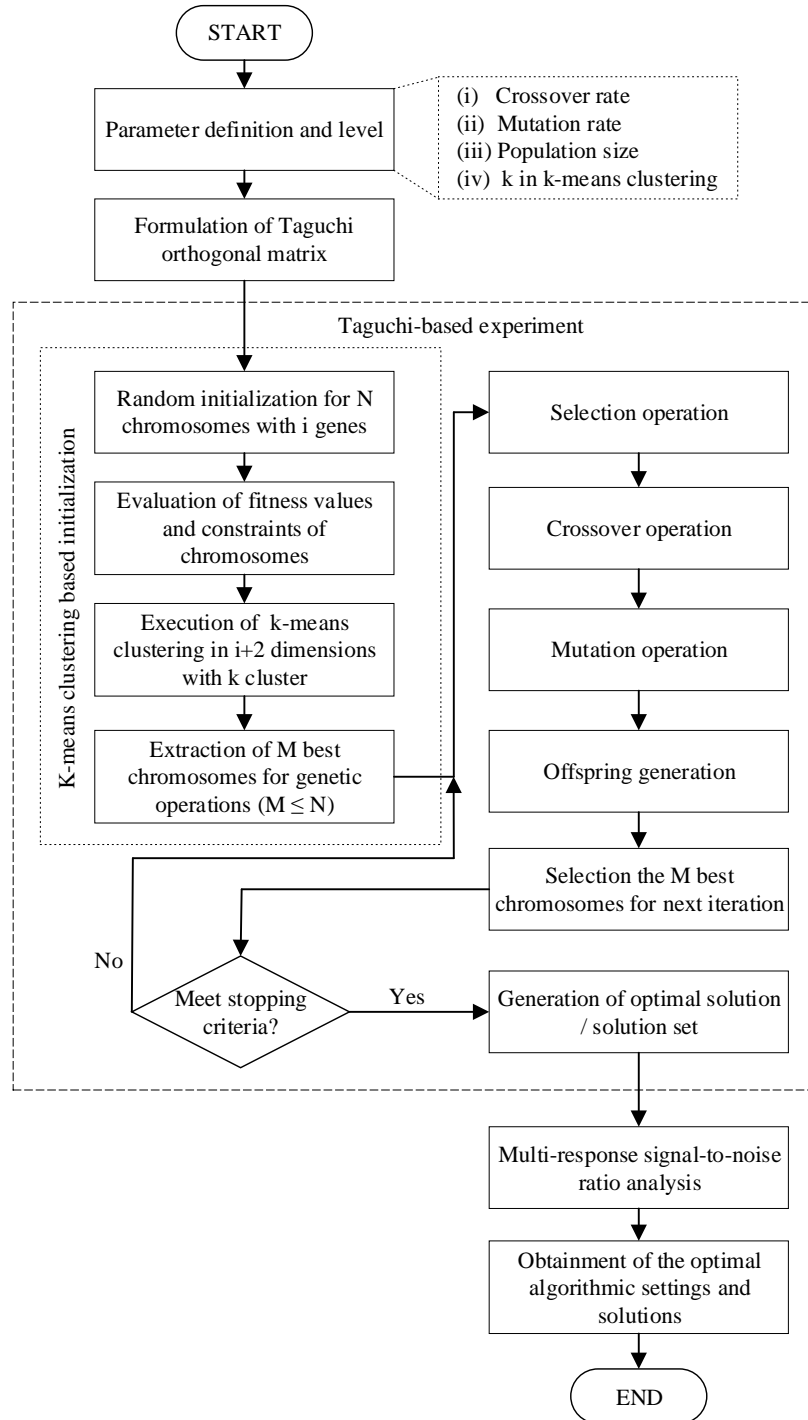 START
Parameter definition and level
(i) Crossover rate
(ii) Mutation rate
(iii) Population size
(iv) k in k-means clustering
Formulation of Taguchi
orthogonal matrix
Taguchi-based experiment
K-means clustering based initialization
Random initialization for N
chromosomes with i genes
Evaluation of fitness values
and constraints of
chromosomes
Execution of k-means
clustering in i+2 dimensions
with k cluster
Extraction of M best
chromosomes for genetic
operations (M ≤ N)
Selection operation
Crossover operation
Mutation operation
Offspring generation
Selection the M best
chromosomes for next iteration
No
Meet stopping
criteria?
Yes
Generation of optimal solution
/ solution set
Multi-response signal-to-noise
ratio analysis
Obtainment of the optimal
algorithmic settings and
solutions
END